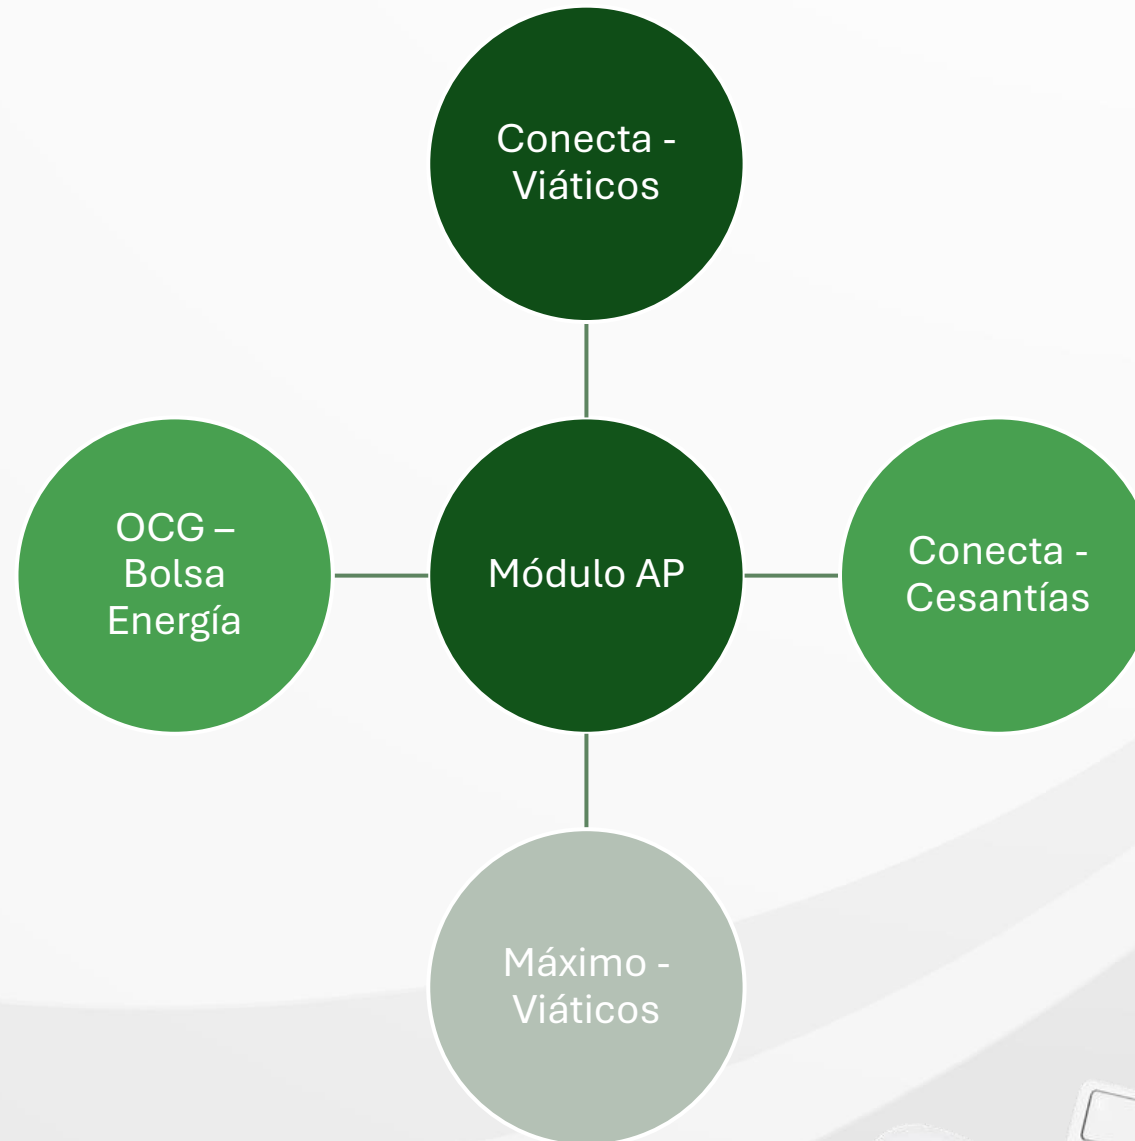 Conecta -
Viáticos
OCG –
Bolsa
Energía
Módulo AP
Conecta -
Cesantías
Máximo -
Viáticos